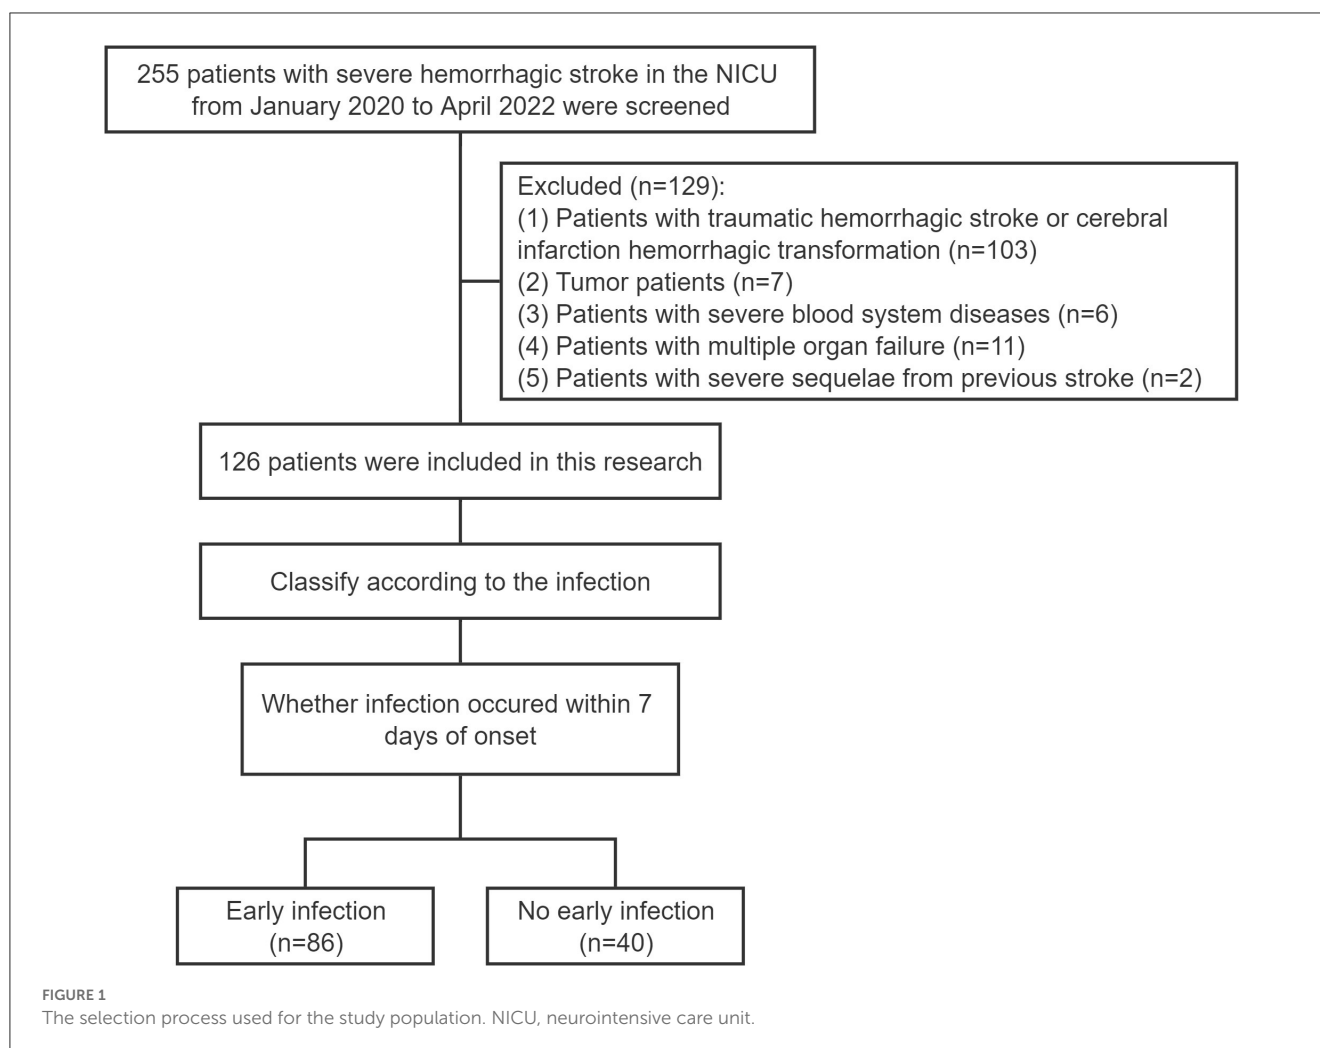 255 patients with severe hemorrhagic stroke in the NICU
from January 2020 to April 2022 were screened
Excluded (n=129):
(1) Patients with traumatic hemorrhagic stroke or cerebral
infarction hemorrhagic transformation (n=103)
(2) Tumor patients (n=7)
(3) Patients with severe blood system diseases (n=6)
(4) Patients with multiple organ failure (n=11)
(5) Patients with severe sequelae from previous stroke (n=2)
126 patients were included in this research
Classify according to the infection
Whether infection occured within 7
days of onset
Early infection
(n=86)
No early infection
(n=40)
FIGURE 1
The selection process used for the study population. NICU, neurointensive care unit.